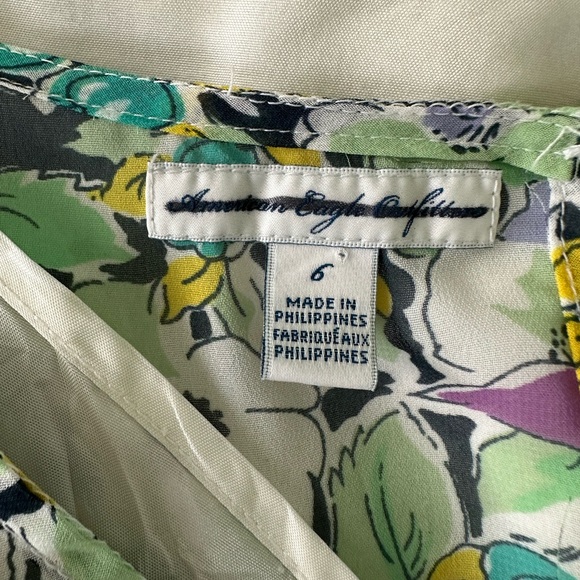 American Eagle Outfitters
6
MADE IN
PHILIPPINES
FABRIQUÉ AUX
PHILIPPINES